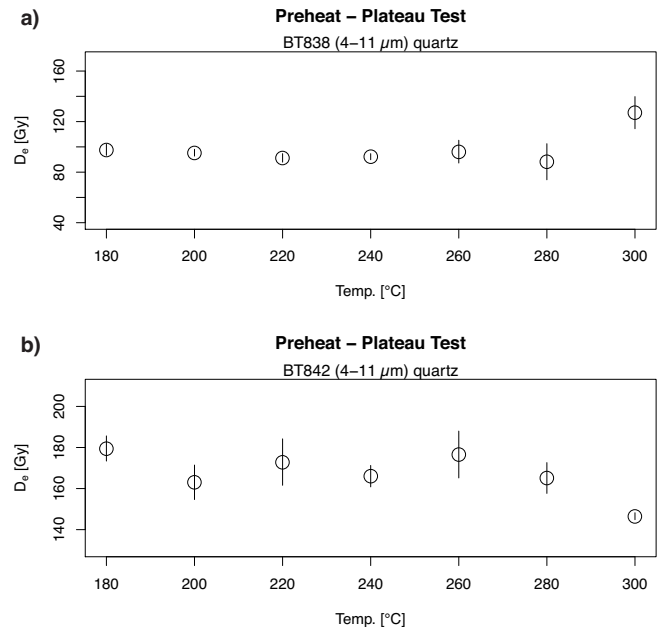 a)
Preheat – Plateau Test
BT838 (4–11 µm) quartz
De [Gy]
160
120
80
40
180 200 220 240 260 280 300
Temp. [°C]
b)
Preheat – Plateau Test
BT842 (4–11 µm) quartz
De [Gy]
200
180
160
140
180 200 220 240 260 280 300
Temp. [°C]